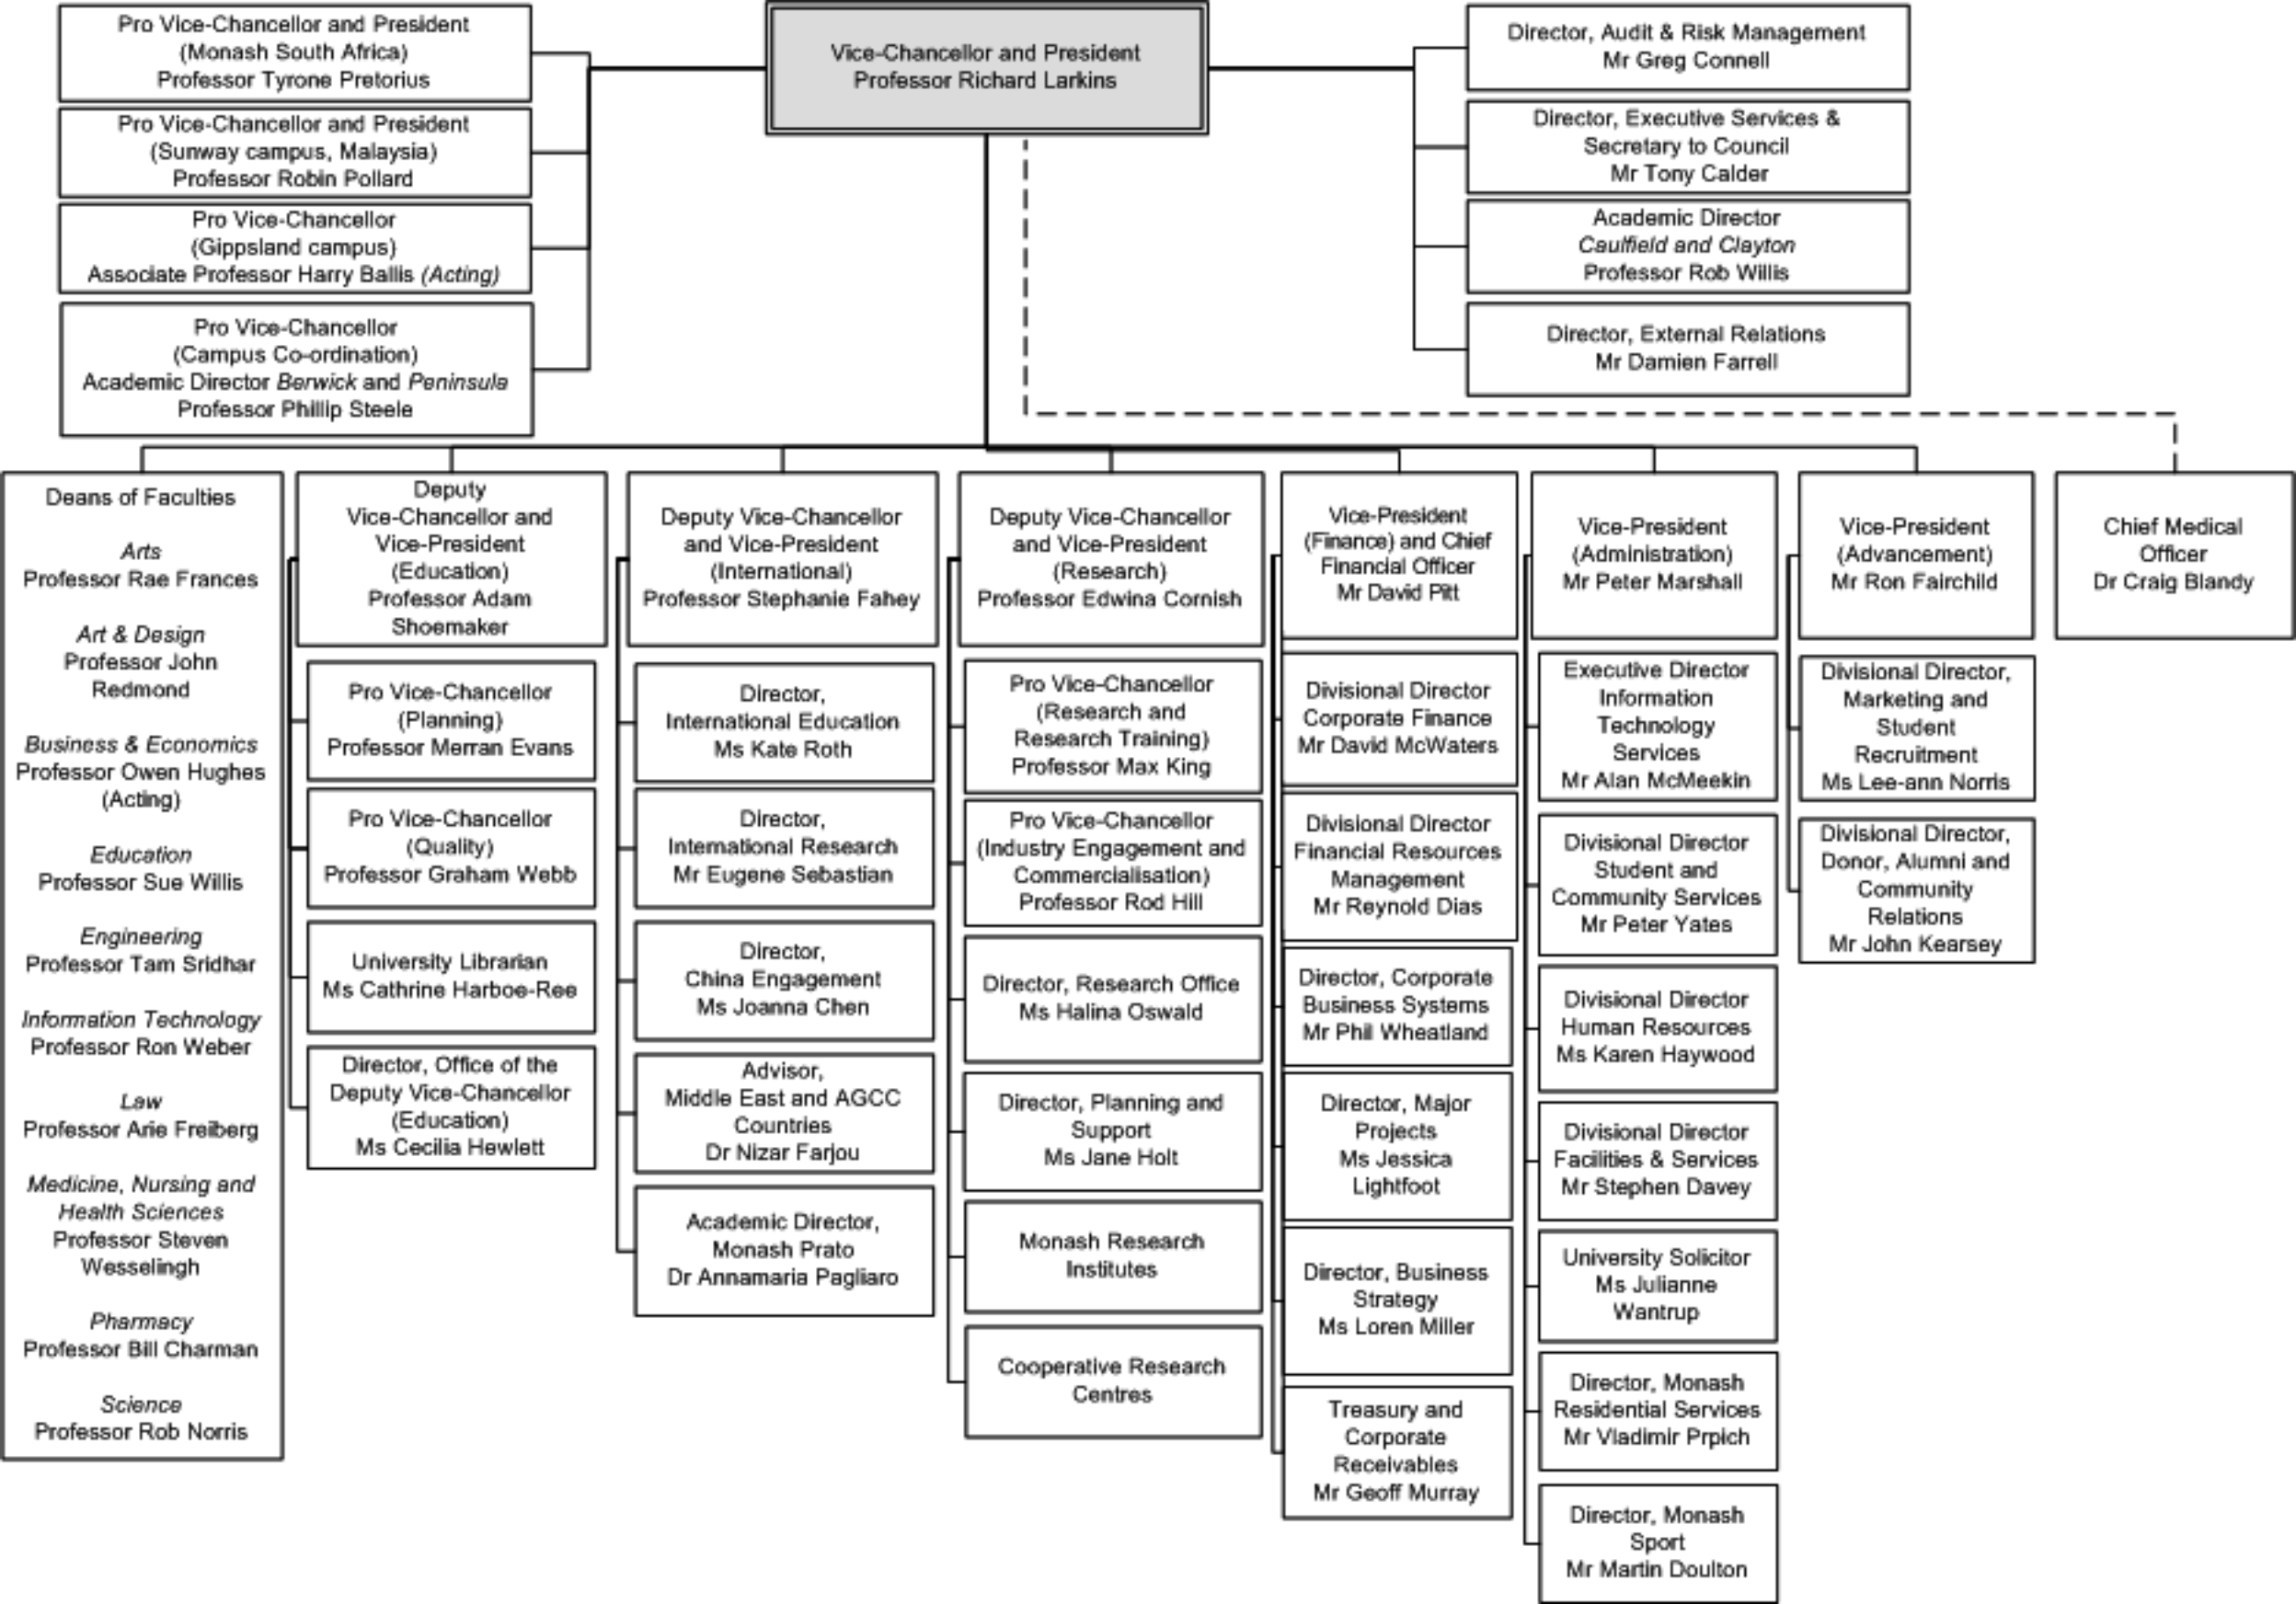 Pro Vice-Chancellor and President
(Monash South Africa)
Professor Tyrone Pretorius
Pro Vice-Chancellor and President
(Sunway campus, Malaysia)
Professor Robin Pollard
Pro Vice-Chancellor
(Gippsland campus)
Associate Professor Harry Ballis (Acting)
Pro Vice-Chancellor
(Campus Co-ordination)
Academic Director Berwick and Peninsula
Professor Phillip Steele
Vice-Chancellor and President
Professor Richard Larkins
Director, Audit & Risk Management
Mr Greg Connell
Director, Executive Services &
Secretary to Council
Mr Tony Calder
Academic Director
Caulfield and Clayton
Professor Rob Willis
Director, External Relations
Mr Damien Farrell
Deans of Faculties
Arts
Professor Rae Frances
Art & Design
Professor John
Redmond
Business & Economics
Professor Owen Hughes
(Acting)
Education
Professor Sue Willis
Engineering
Professor Tam Sridhar
Information Technology
Professor Ron Weber
Law
Professor Arie Freiberg
Medicine, Nursing and
Health Sciences
Professor Steven
Wesselingh
Pharmacy
Professor Bill Charman
Science
Professor Rob Norris
Deputy
Vice-Chancellor and
Vice-President
(Education)
Professor Adam
Shoemaker
Pro Vice-Chancellor
(Planning)
Professor Merran Evans
Pro Vice-Chancellor
(Quality)
Professor Graham Webb
University Librarian
Ms Cathrine Harboe-Ree
Director, Office of the
Deputy Vice-Chancellor
(Education)
Ms Cecilia Hewlett
Deputy Vice-Chancellor
and Vice-President
(International)
Professor Stephanie Fahey
Director,
International Education
Ms Kate Roth
Director,
International Research
Mr Eugene Sebastian
Director,
China Engagement
Ms Joanna Chen
Advisor,
Middle East and AGCC
Countries
Dr Nizar Farjou
Academic Director,
Monash Prato
Dr Annamaria Pagliaro
Deputy Vice-Chancellor
and Vice-President
(Research)
Professor Edwina Cornish
Pro Vice-Chancellor
(Research and
Research Training)
Professor Max King
Pro Vice-Chancellor
(Industry Engagement and
Commercialisation)
Professor Rod Hill
Director, Research Office
Ms Halina Oswald
Director, Planning and
Support
Ms Jane Holt
Monash Research
Institutes
Cooperative Research
Centres
Vice-President
(Finance) and Chief
Financial Officer
Mr David Pitt
Divisional Director
Corporate Finance
Mr David McWaters
Divisional Director
Financial Resources
Management
Mr Reynold Dias
Director, Corporate
Business Systems
Mr Phil Wheatland
Director, Major
Projects
Ms Jessica
Lightfoot
Director, Business
Strategy
Ms Loren Miller
Treasury and
Corporate
Receivables
Mr Geoff Murray
Vice-President
(Administration)
Mr Peter Marshall
Executive Director
Information
Technology
Services
Mr Alan McMeekin
Divisional Director
Student and
Community Services
Mr Peter Yates
Divisional Director
Human Resources
Ms Karen Haywood
Divisional Director
Facilities & Services
Mr Stephen Davey
University Solicitor
Ms Julianne
Wantrup
Director, Monash
Residential Services
Mr Vladimir Prpich
Director, Monash
Sport
Mr Martin Doulton
Vice-President
(Advancement)
Mr Ron Fairchild
Divisional Director,
Marketing and
Student
Recruitment
Ms Lee-ann Norris
Divisional Director,
Donor, Alumni and
Community
Relations
Mr John Kearsey
Chief Medical
Officer
Dr Craig Blandy